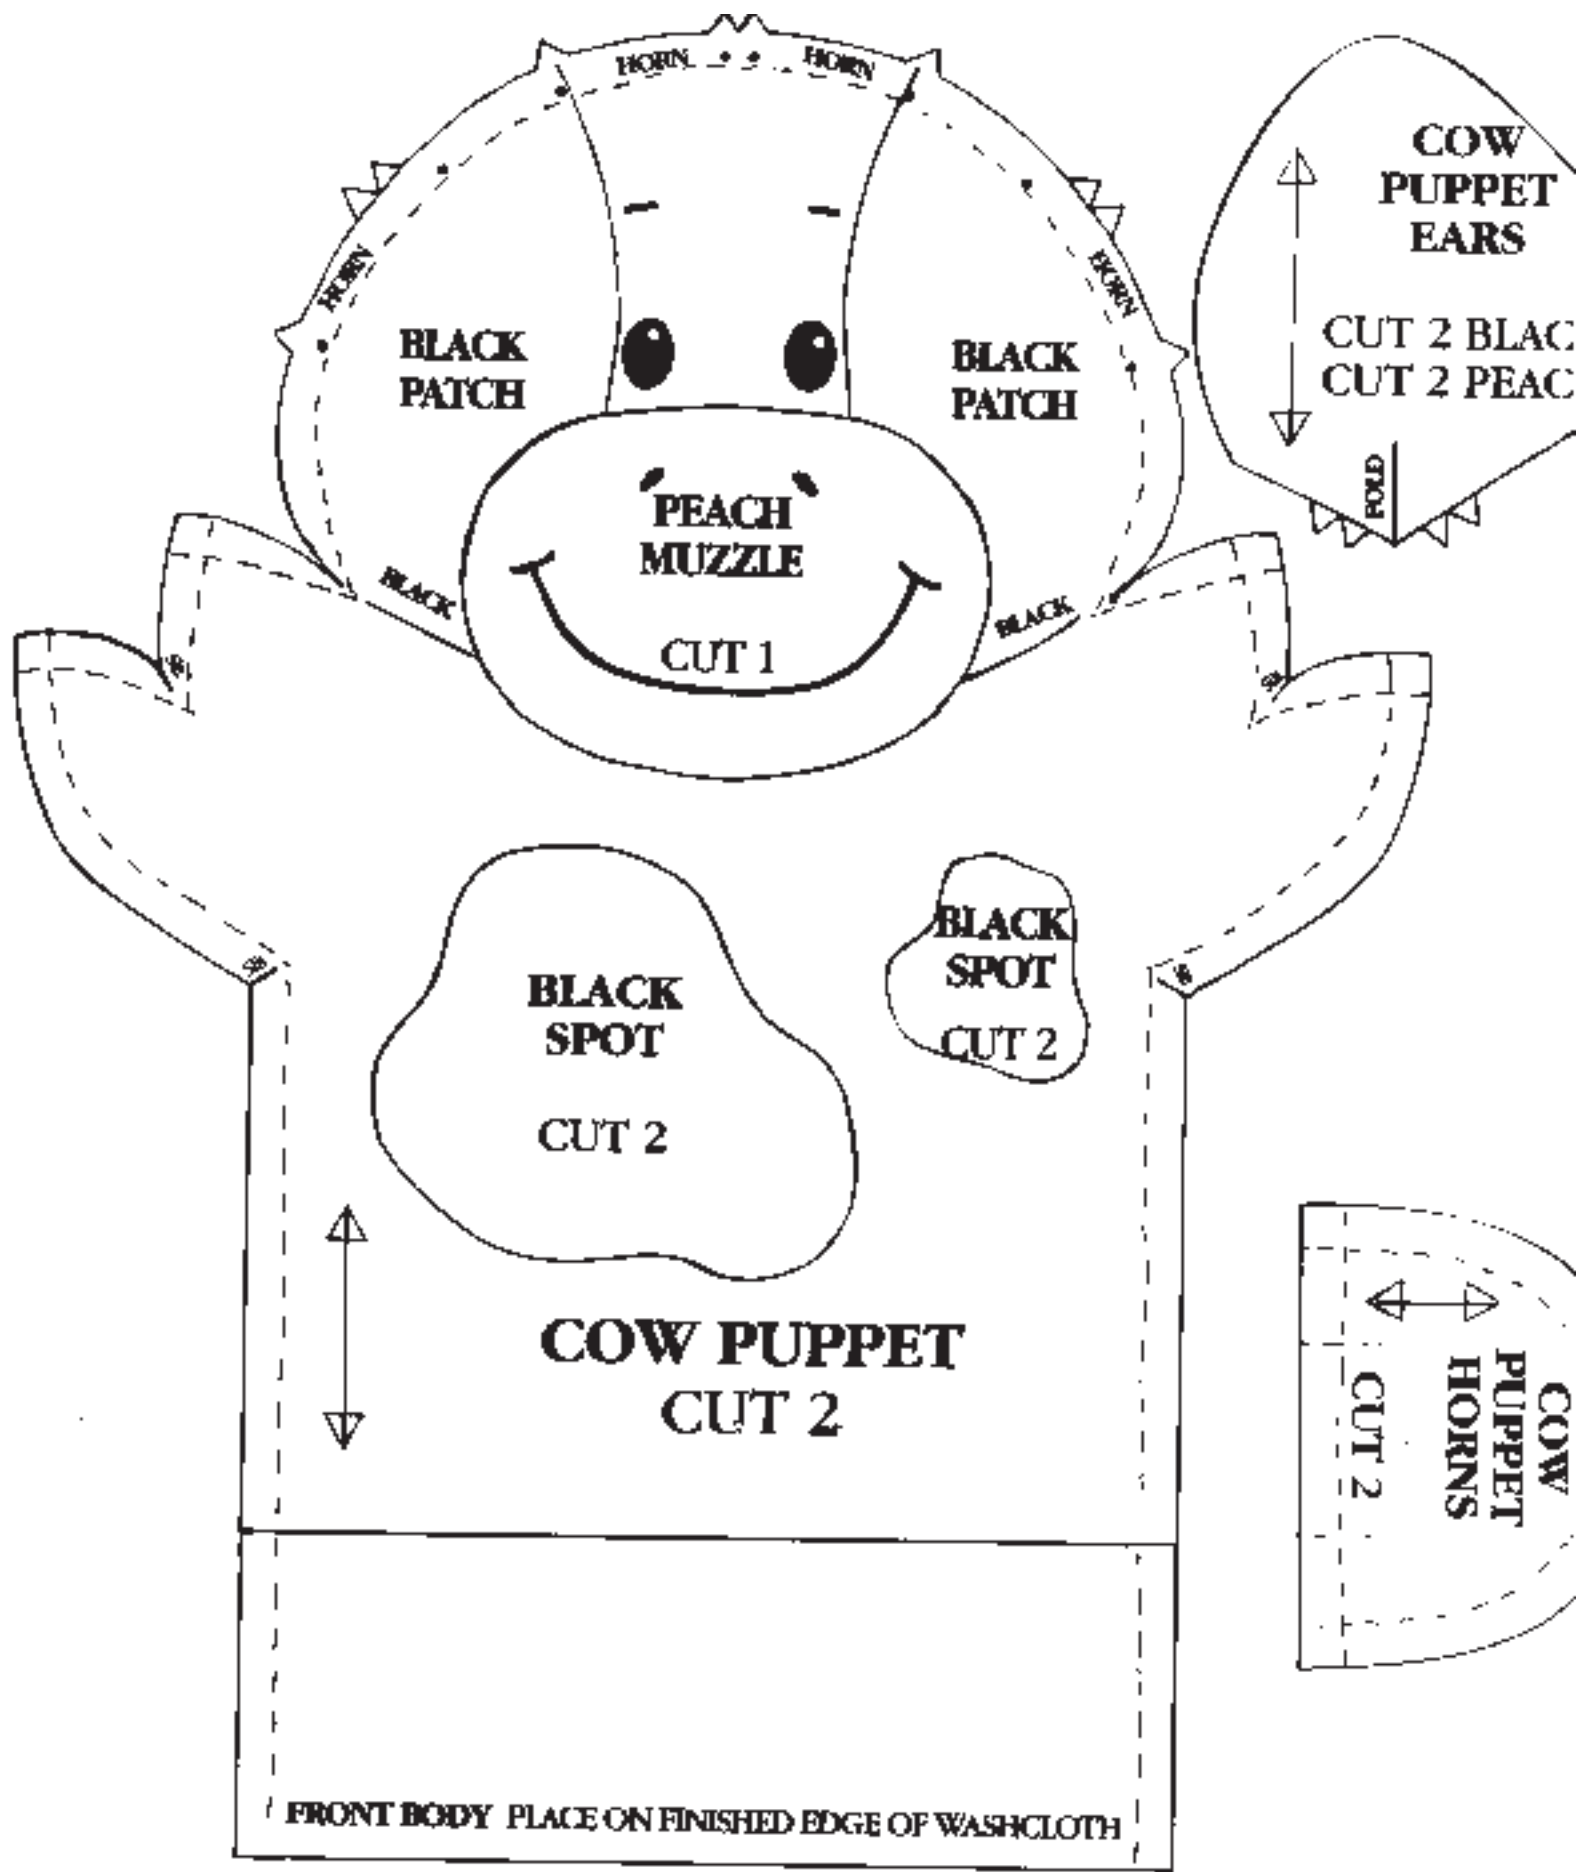 HORN
HORN
HORN
HORN
COW
PUPPET
EARS
CUT 2 BLAC
CUT 2 PEAC
FOLD
BLACK
PATCH
BLACK
PATCH
PEACH
MUZZLE
CUT 1
BLACK
BLACK
BLACK
SPOT
CUT 2
BLACK
SPOT
CUT 2
COW PUPPET
CUT 2
COW
PUPPET
HORNS
CUT 2
FRONT BODY PLACE ON FINISHED EDGE OF WASHCLOTH